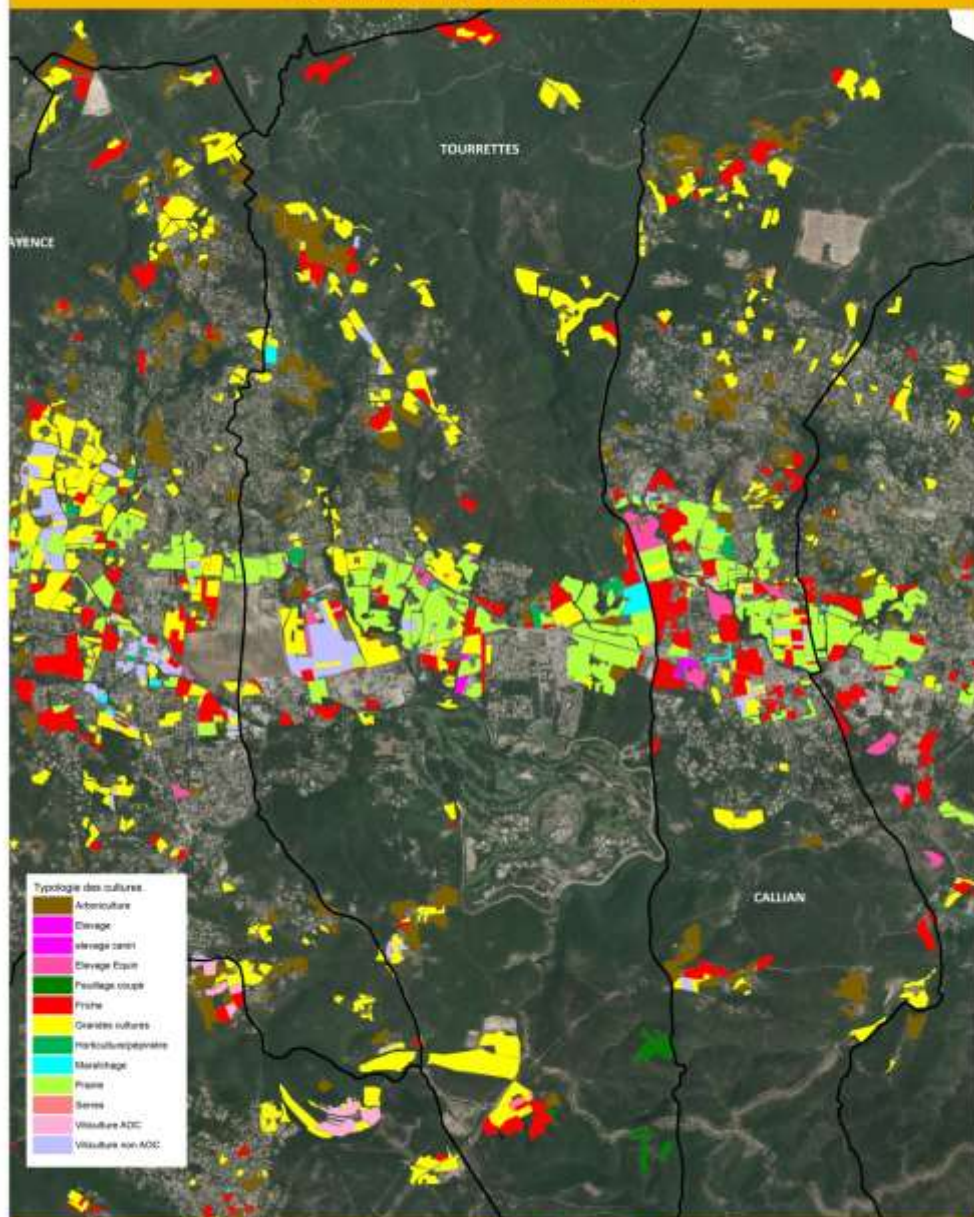 TOURRETTES
AYENCE
CALLIAN
Typologie des cultures
Arboriculture
Elevage
elevage canin
Elevage Equin
Feuillage coupé
Friche
Grandes cultures
Horticulture/pépinière
Maraîchage
Prairie
Serres
Viticulture AOC
Viticulture non AOC